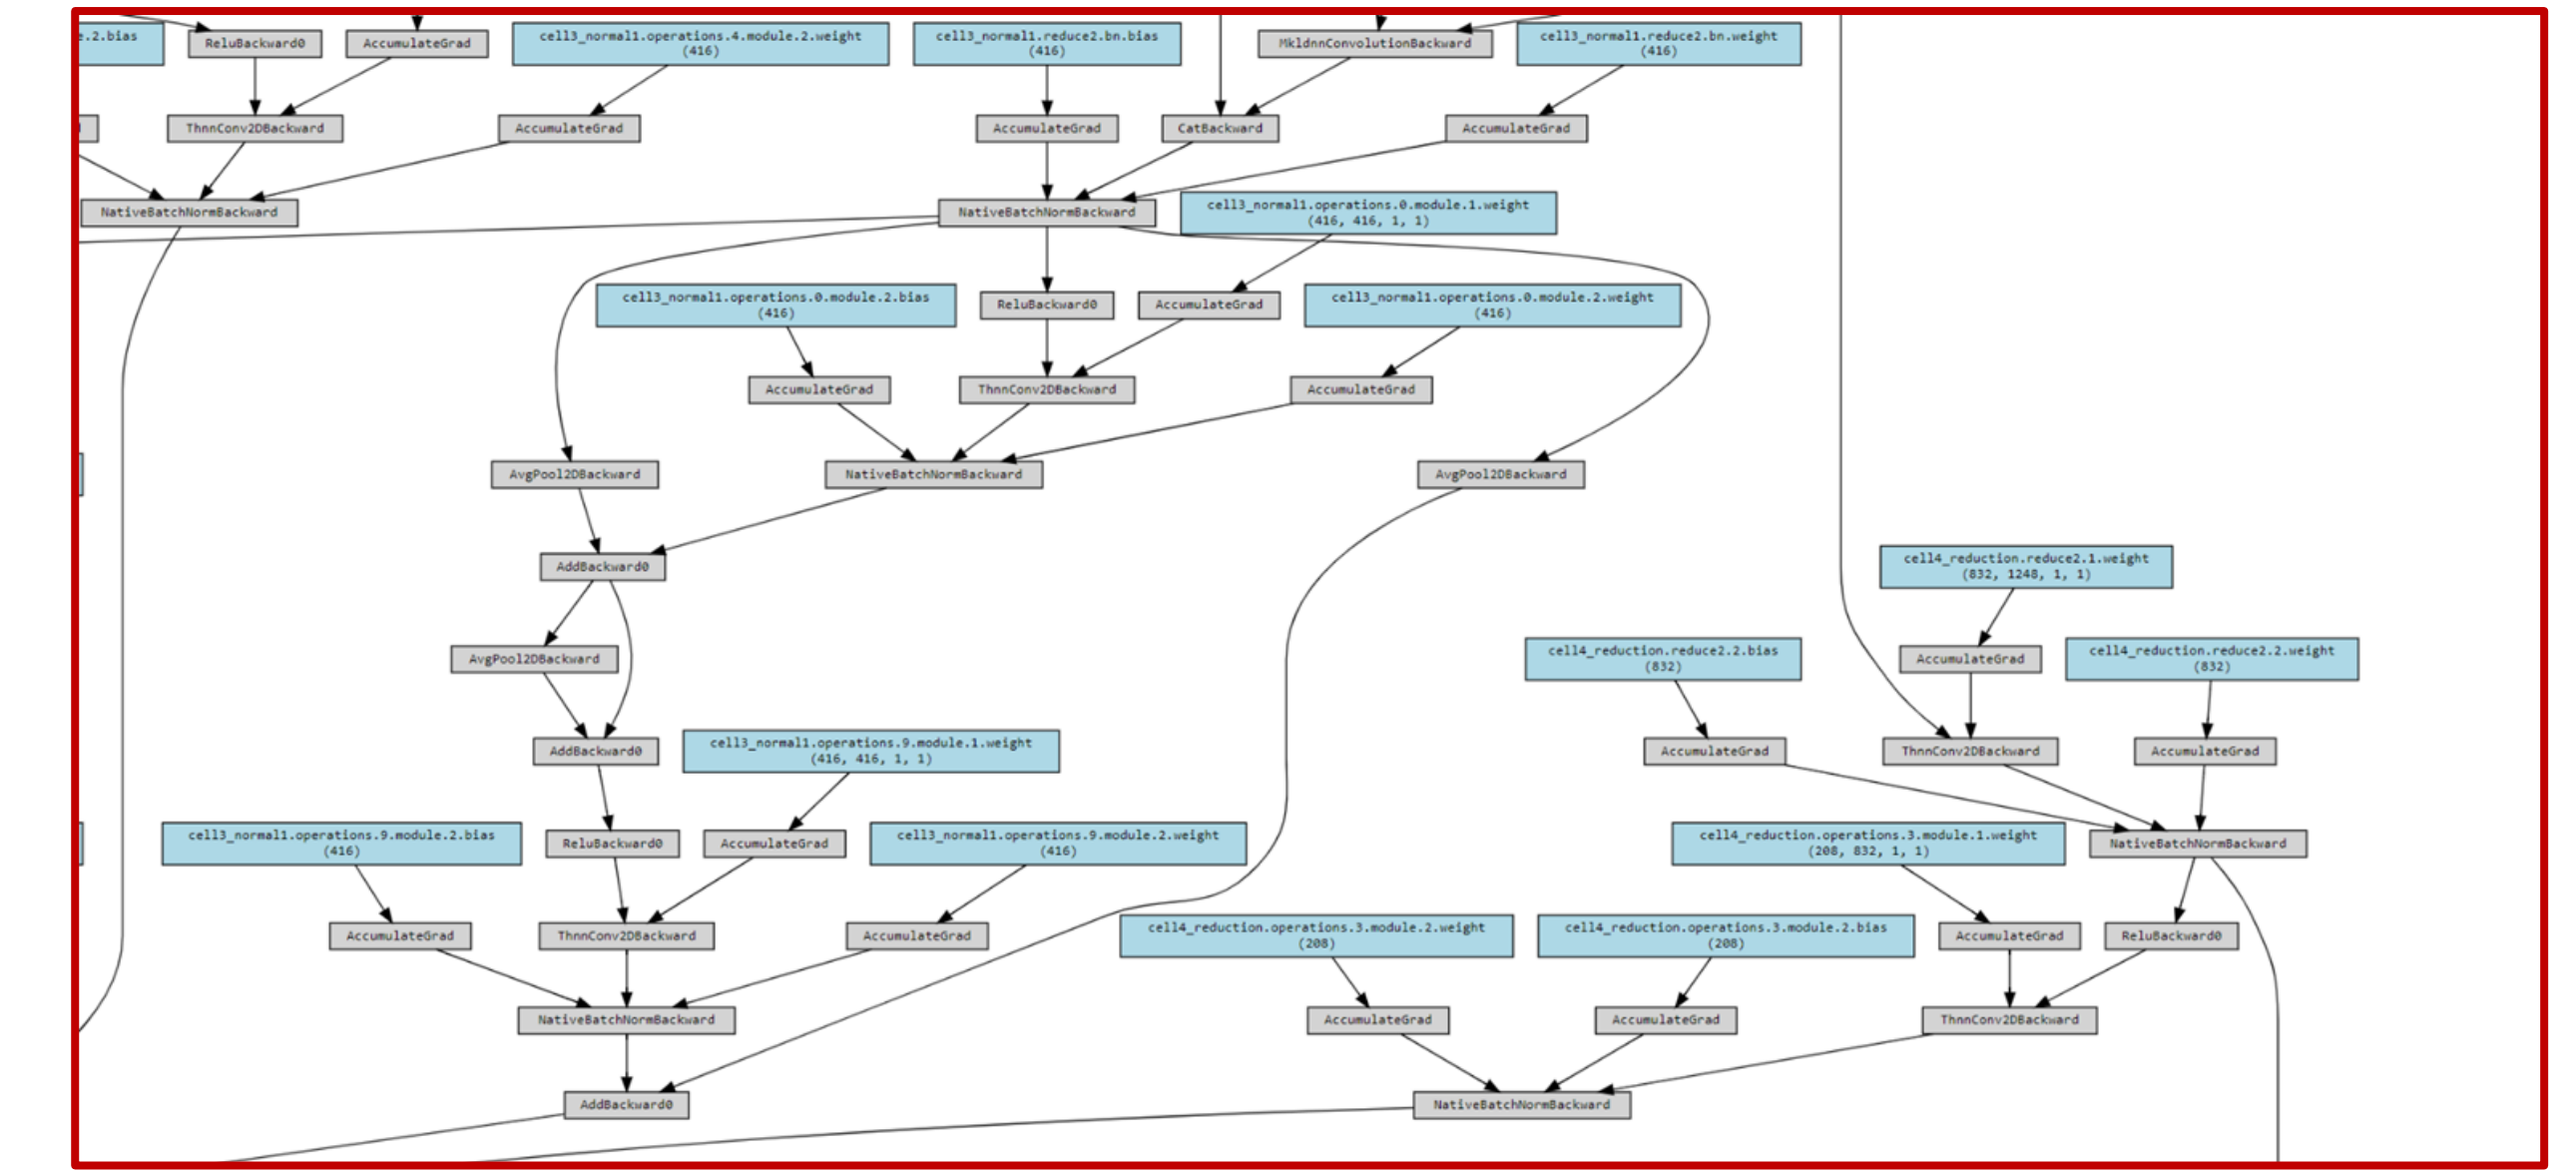 e.2.bias
ReluBackward0
AccumulateGrad
cell3_normal1.operations.4.module.2.weight
(416)
cell3_normal1.reduce2.bn.bias
(416)
MkldnnConvolutionBackward
cell3_normal1.reduce2.bn.weight
(416)
ThnnConv2DBackward
AccumulateGrad
AccumulateGrad
CatBackward
AccumulateGrad
NativeBatchNormBackward
NativeBatchNormBackward
cell3_normal1.operations.0.module.1.weight
(416, 416, 1, 1)
cell3_normal1.operations.0.module.2.bias
(416)
ReluBackward0
AccumulateGrad
cell3_normal1.operations.0.module.2.weight
(416)
AccumulateGrad
ThnnConv2DBackward
AccumulateGrad
AvgPool2DBackward
NativeBatchNormBackward
AvgPool2DBackward
AddBackward0
cell4_reduction.reduce2.1.weight
(832, 1248, 1, 1)
AvgPool2DBackward
cell4_reduction.reduce2.2.bias
(832)
AccumulateGrad
cell4_reduction.reduce2.2.weight
(832)
AddBackward0
cell3_normal1.operations.9.module.1.weight
(416, 416, 1, 1)
AccumulateGrad
ThnnConv2DBackward
AccumulateGrad
cell3_normal1.operations.9.module.2.bias
(416)
ReluBackward0
AccumulateGrad
cell3_normal1.operations.9.module.2.weight
(416)
cell4_reduction.operations.3.module.1.weight
(208, 832, 1, 1)
NativeBatchNormBackward
AccumulateGrad
ThnnConv2DBackward
AccumulateGrad
cell4_reduction.operations.3.module.2.weight
(208)
cell4_reduction.operations.3.module.2.bias
(208)
AccumulateGrad
ReluBackward0
NativeBatchNormBackward
AccumulateGrad
AccumulateGrad
ThnnConv2DBackward
AddBackward0
NativeBatchNormBackward